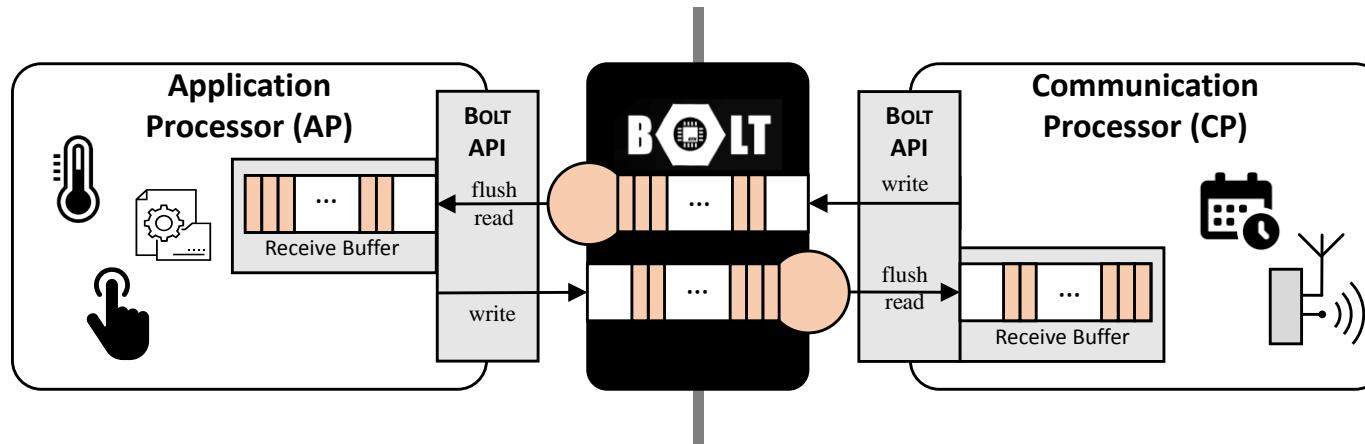 Application
Processor (AP)
BOLT
API
flush
read
...
...
Receive Buffer
write
BOLT
...
...
Communication
Processor (CP)
BOLT
API
write
flush
read
...
Receive Buffer